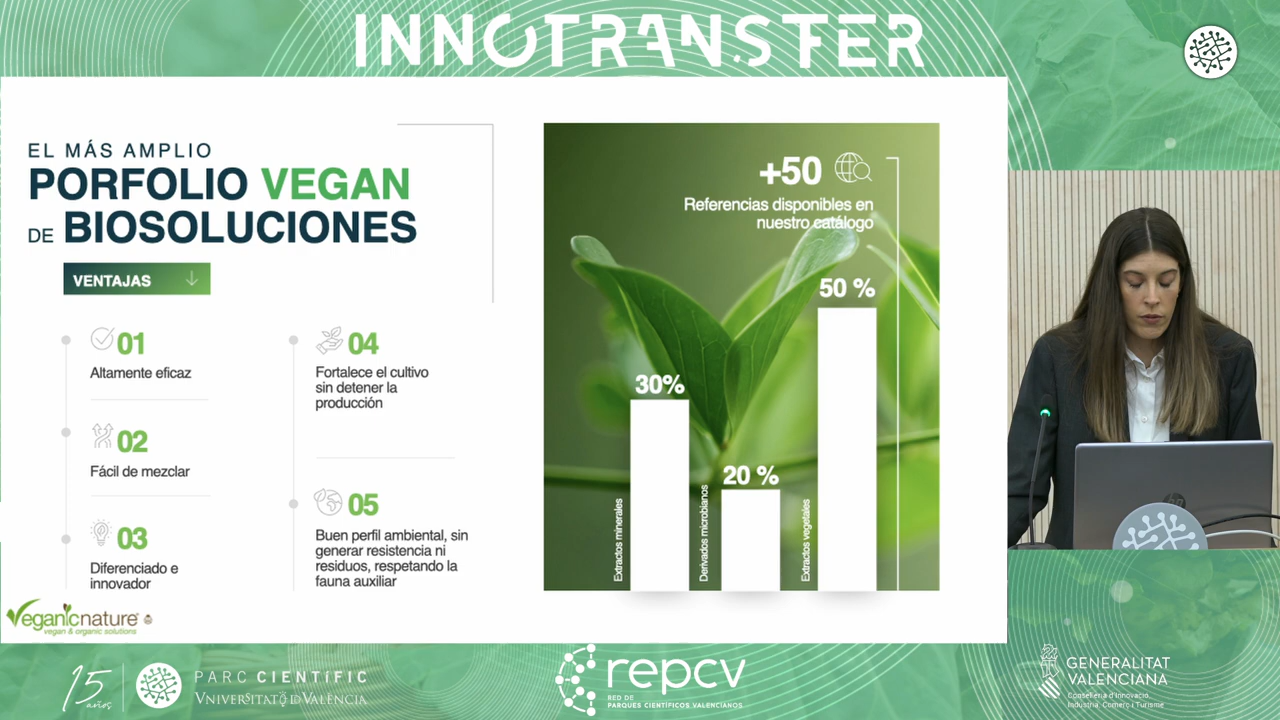 INNOTRANSFER
EL MÁS AMPLIO
PORFOLIO VEGAN
DE BIOSOLUCIONES
VENTAJAS
01
Altamente eficaz
02
Fácil de mezclar
03
Diferenciado e
innovador
04
Fortalece el cultivo
sin detener la
producción
05
Buen perfil ambiental, sin
generar resistencia ni
residuos, respetando la
fauna auxiliar
+50
Referencias disponibles en
nuestro catálogo
30%
20 %
50 %
Extractos minerales
Derivados microbianos
Extractos vegetales
Veganicnature
vegan & organic solutions
15 años
PARC CIENTÍFIC
VNIVERSITAT ID VALÈNCIA
repcv
RED DE
PARQUES CIENTÍFICOS VALENCIANOS
GENERALITAT
VALENCIANA
Conselleria d'Innovació,
Indústria, Comerç i Turisme
hp